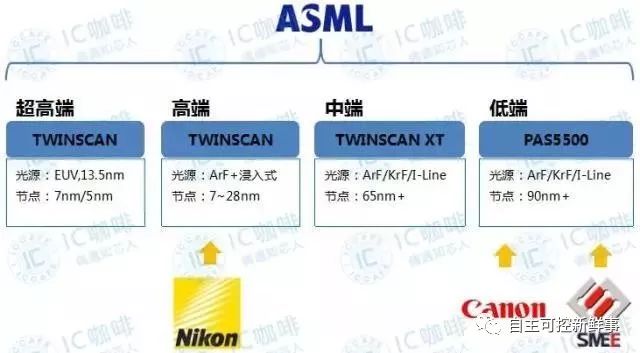 ASML
超高端
TWINSCAN
光源：EUV,13.5nm
节点：7nm/5nm
高端
TWINSCAN
光源：ArF+浸入式
节点：7~28nm
中端
TWINSCAN XT
光源：ArF/KrF/I-Line
节点：65nm+
低端
PAS5500
光源：ArF/KrF/I-Line
节点：90nm+
Nikon
Canon
SMEE
自主可控新鲜事
IC咖啡